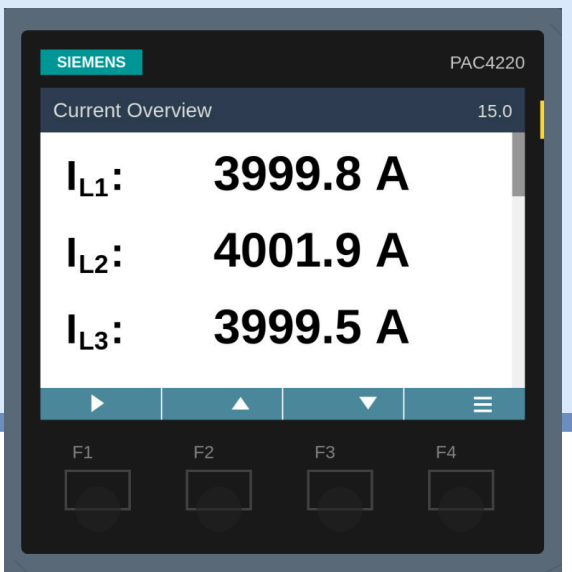 SIEMENS
PAC4220
Current Overview 15.0
IL1: 3999.8 A
IL2: 4001.9 A
IL3: 3999.5 A
F1 F2 F3 F4